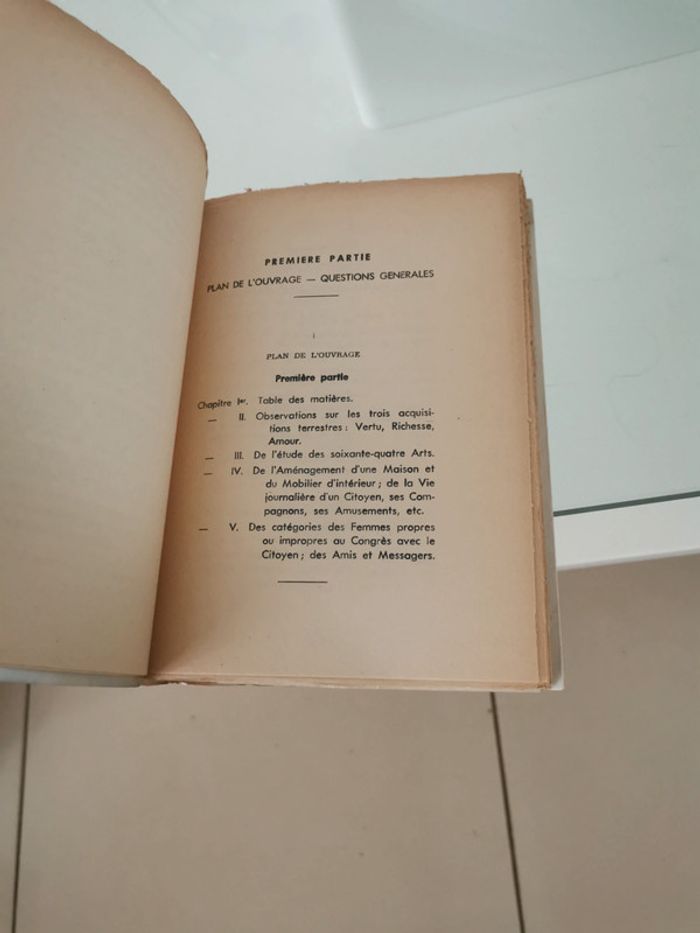 PREMIERE PARTIE
PLAN DE L'OUVRAGE — QUESTIONS GENERALES
I
PLAN DE L'OUVRAGE
Première partie
Chapitre Ier. Table des matières.
— II. Observations sur les trois acquisi-
tions terrestres : Vertu, Richesse,
Amour.
— III. De l'étude des soixante-quatre Arts.
— IV. De l'Aménagement d'une Maison et
du Mobilier d'intérieur ; de la Vie
journalière d'un Citoyen, ses Com-
pagnons, ses Amusements, etc.
— V. Des catégories des Femmes propres
ou impropres au Congrès avec le
Citoyen ; des Amis et Messagers.